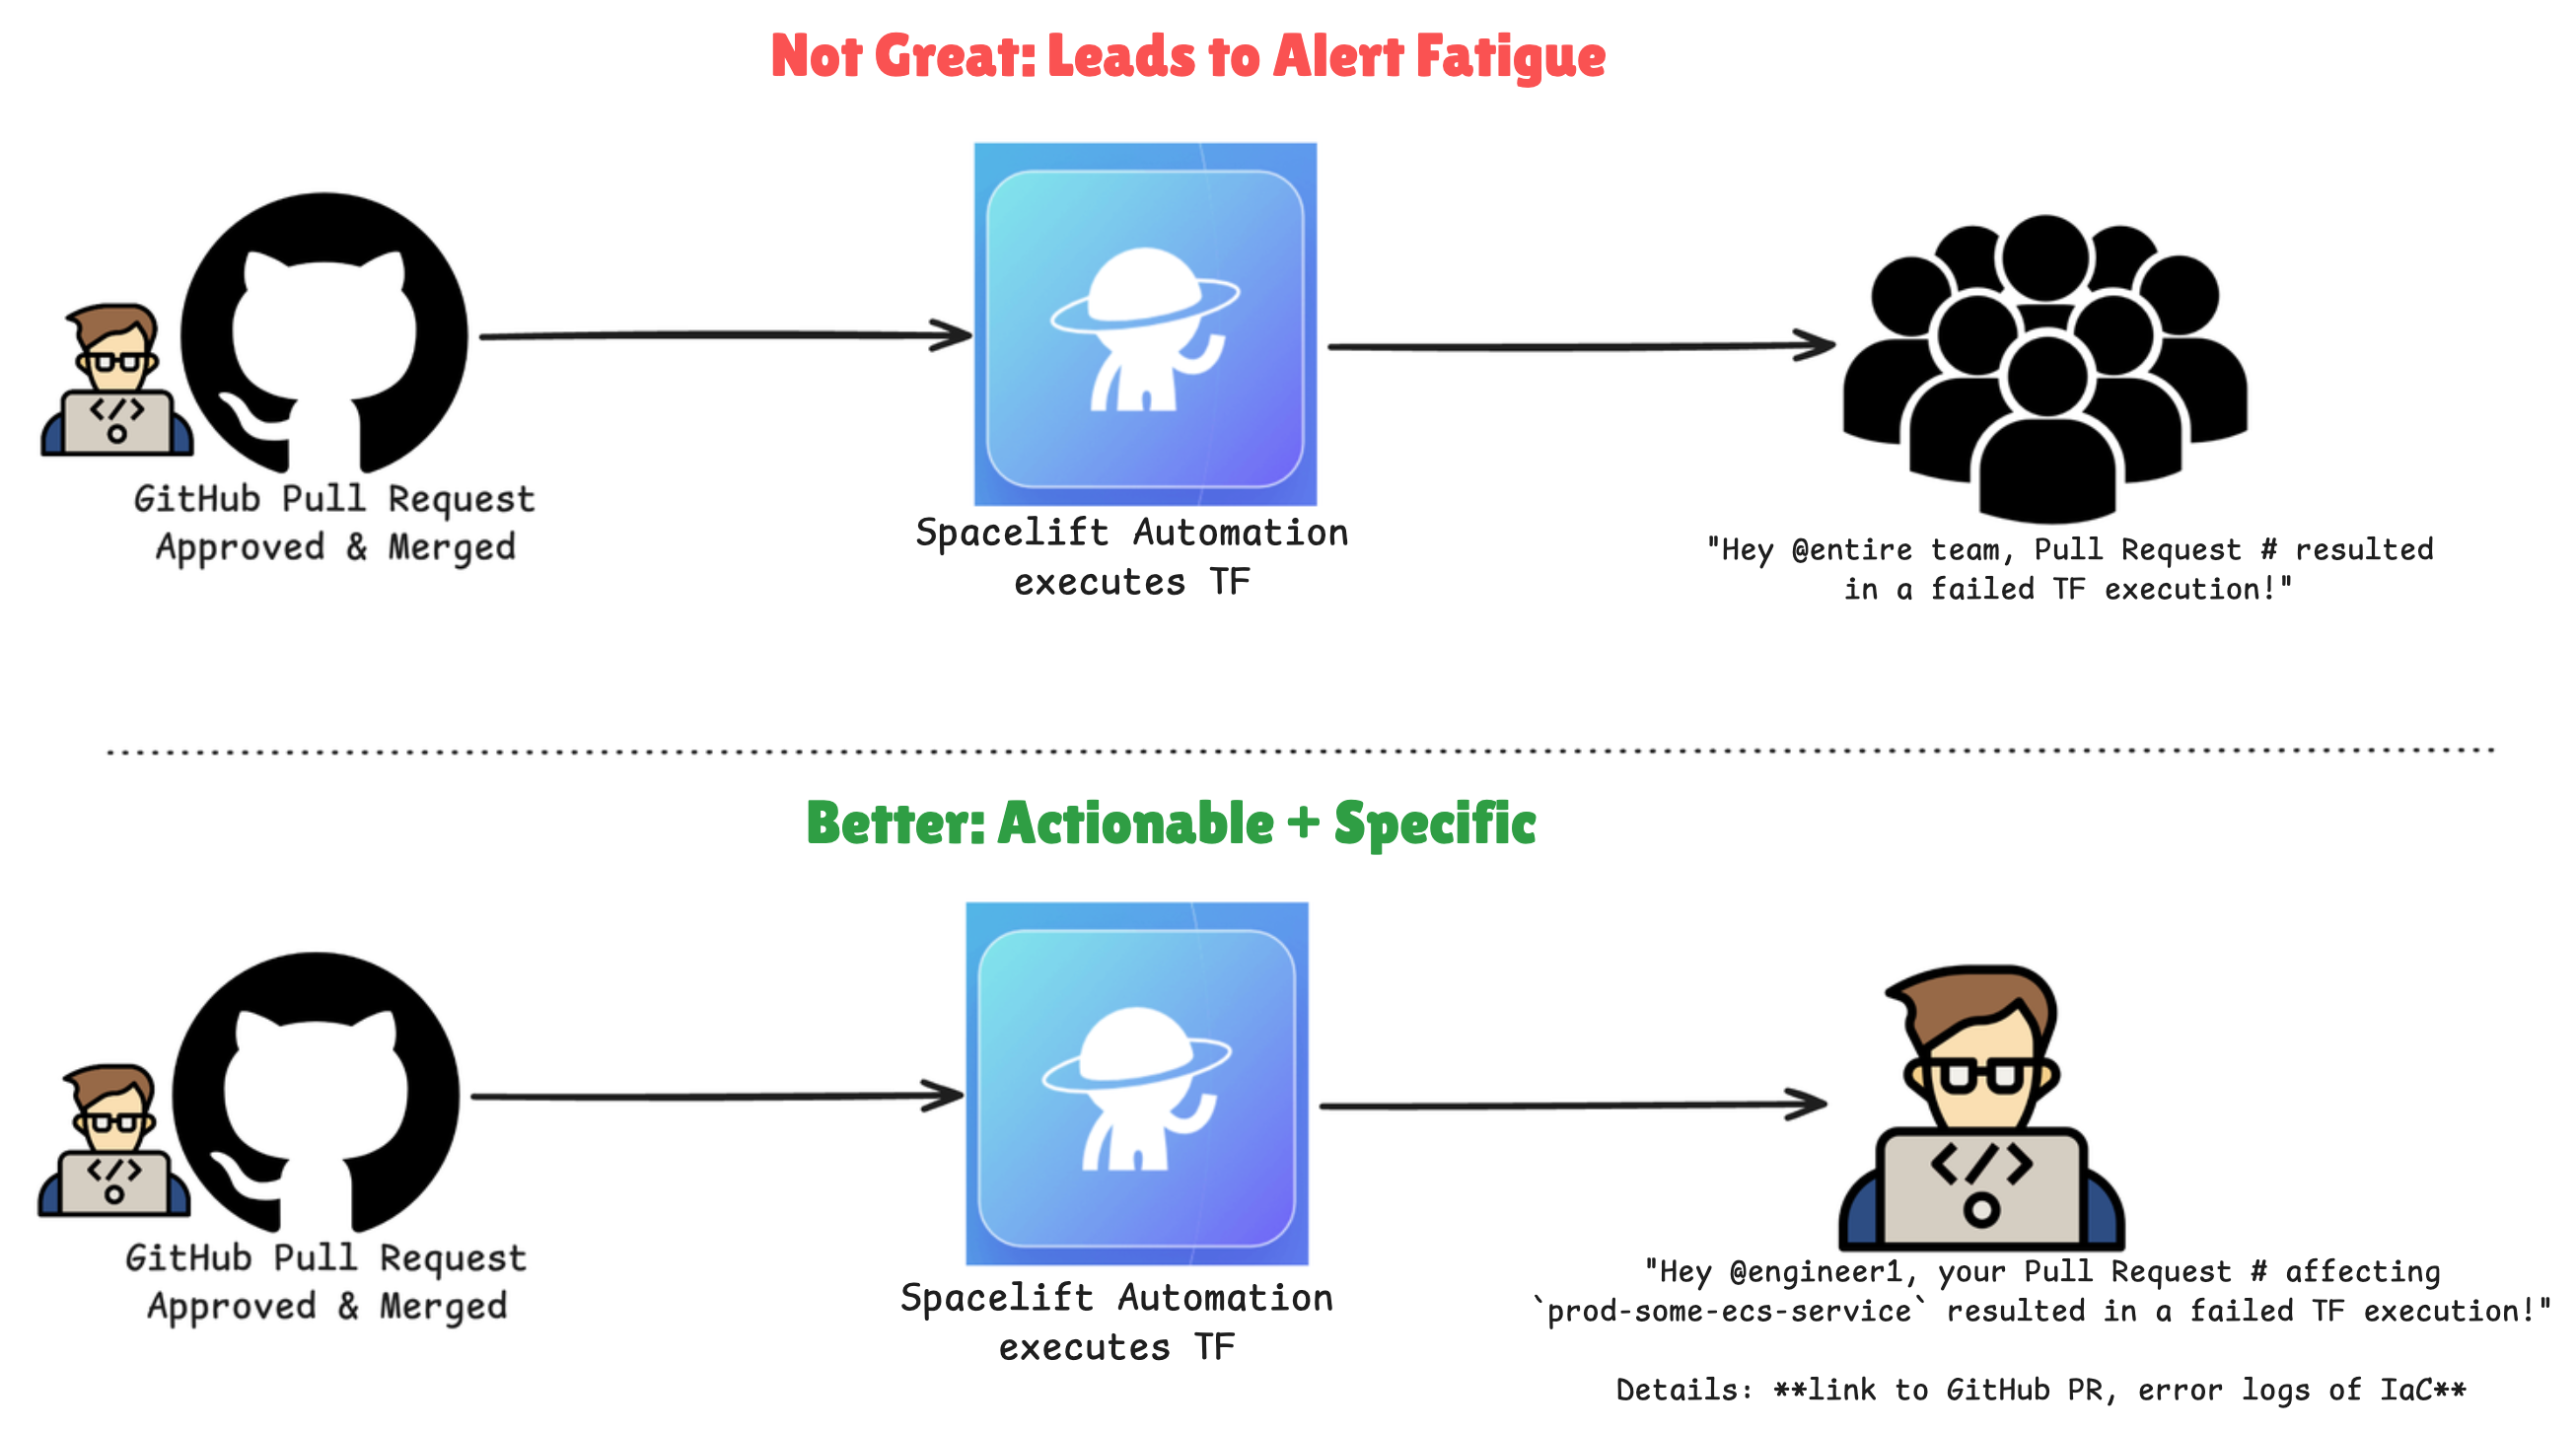 Not Great: Leads to Alert Fatigue
GitHub Pull Request
Approved & Merged
Spacelift Automation
executes TF
"Hey @entire team, Pull Request # resulted
in a failed TF execution!"
Better: Actionable + Specific
GitHub Pull Request
Approved & Merged
Spacelift Automation
executes TF
"Hey @engineer1, your Pull Request # affecting
`prod-some-ecs-service` resulted in a failed TF execution!"
Details: **link to GitHub PR, error logs of IaC**